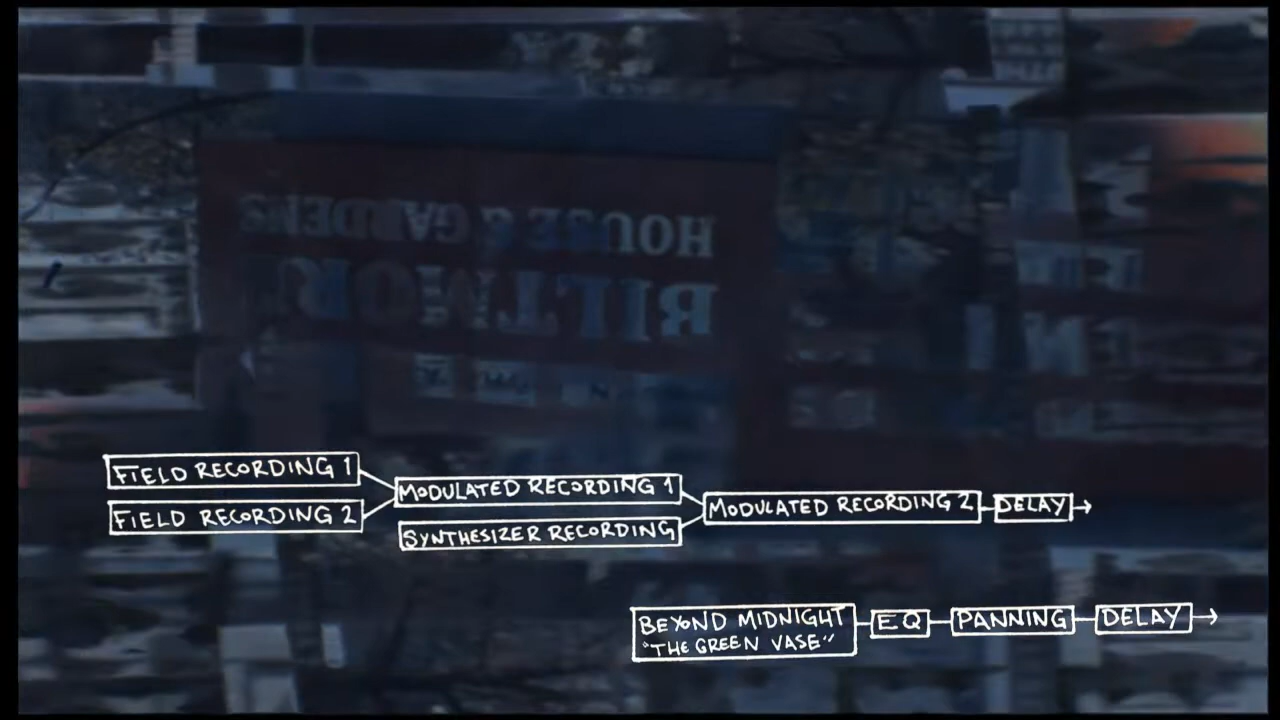 BILTMORE
HOUSE & GARDENS
FIELD RECORDING 1
FIELD RECORDING 2
MODULATED RECORDING 1
SYNTHESIZER RECORDING
MODULATED RECORDING 2
DELAY
BEYOND MIDNIGHT
"THE GREEN VASE"
EQ
PANNING
DELAY